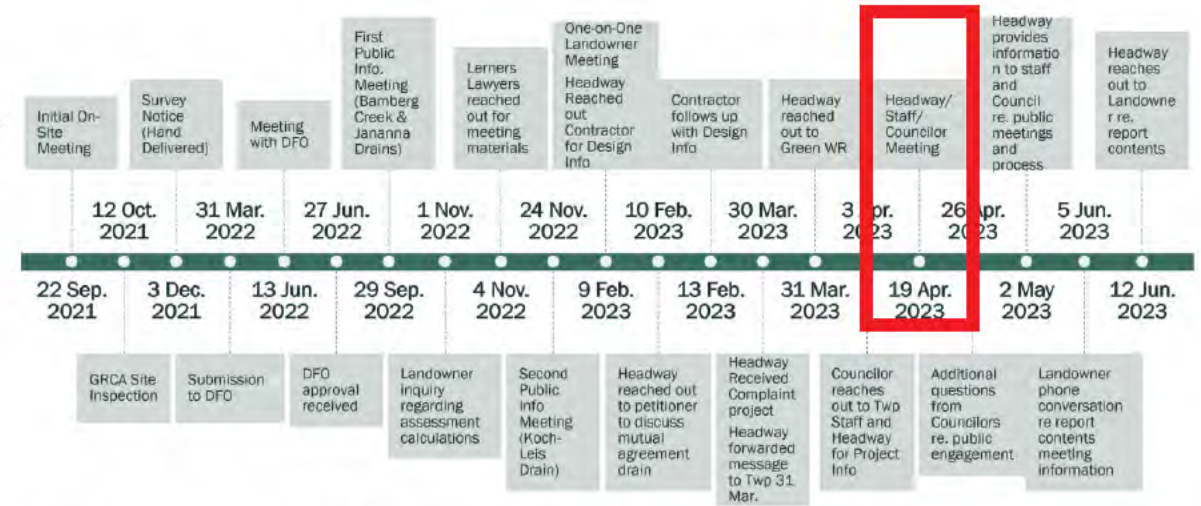 Initial On-
Site
Meeting
Survey
Notice
(Hand
Delivered)
Meeting
with DFO
First
Public
Info.
Meeting
(Bamberg
Creek &
Jananna
Drains)
Lerners
Lawyers
reached
out for
meeting
materials
One-on-One
Landowner
Meeting
Headway
Reached
out
Contractor
for Design
Info
Contractor
follows up
with Design
Info
Headway
reached
out to
Green WR
Headway/
Staff/
Councilor
Meeting
Headway
provides
informatio
n to staff
and
Council
re. public
meetings
and
process
Headway
reaches
out to
Landowne
r re.
report
contents
12 Oct.
2021
31 Mar.
2022
27 Jun.
2022
1 Nov.
2022
24 Nov.
2022
10 Feb.
2023
30 Mar.
2023
3 Apr.
2023
26 Apr.
2023
5 Jun.
2023
22 Sep.
2021
3 Dec.
2021
13 Jun.
2022
29 Sep.
2022
4 Nov.
2022
9 Feb.
2023
13 Feb.
2023
31 Mar.
2023
19 Apr.
2023
2 May
2023
12 Jun.
2023
GRCA Site
Inspection
Submission
to DFO
DFO
approval
received
Landowner
inquiry
regarding
assessment
calculations
Second
Public
Info
Meeting
(Koch-
Leis
Drain)
Headway
reached out
to petitioner
to discuss
mutual
agreement
drain
Headway
Received
Complaint
project
Headway
forwarded
message
to Twp 31
Mar.
Councilor
reaches
out to Twp
Staff and
Headway
for Project
Info
Additional
questions
from
Councilors
re. public
engagement
Landowner
phone
conversation
re report
contents
meeting
information